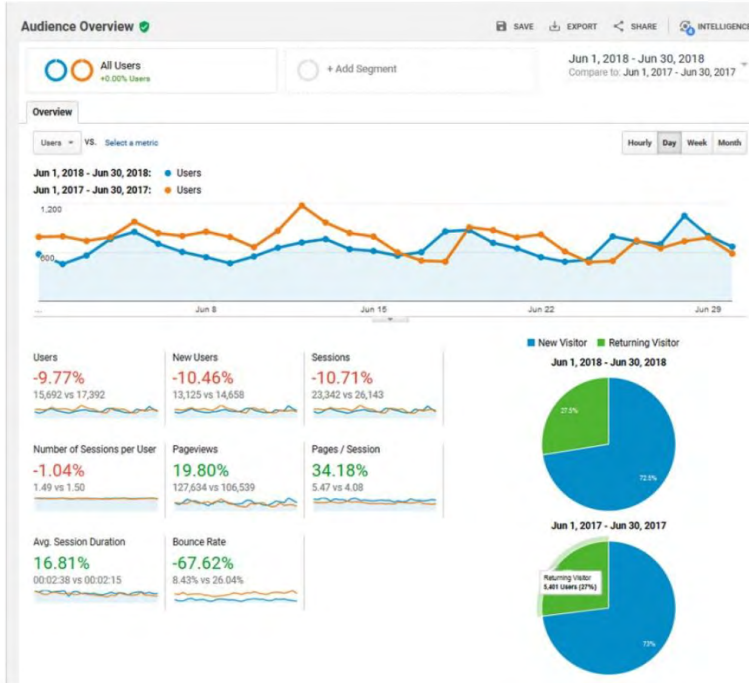 Audience Overview
SAVE EXPORT SHARE INTELLIGENCE
All Users
+0.00% Users
+ Add Segment
Jun 1, 2018 - Jun 30, 2018
Compare to: Jun 1, 2017 - Jun 30, 2017
Overview
Users VS. Select a metric
Hourly Day Week Month
Jun 1, 2018 - Jun 30, 2018: Users
Jun 1, 2017 - Jun 30, 2017: Users
1,200
600
... Jun 8 Jun 15 Jun 22 Jun 29
New Visitor Returning Visitor
Jun 1, 2018 - Jun 30, 2018
27.5%
72.5%
Users
-9.77%
15,692 vs 17,392
New Users
-10.46%
13,125 vs 14,658
Sessions
-10.71%
23,342 vs 26,143
Number of Sessions per User
-1.04%
1.49 vs 1.50
Pageviews
19.80%
127,634 vs 106,539
Pages / Session
34.18%
5.47 vs 4.08
Avg. Session Duration
16.81%
00:02:38 vs 00:02:15
Bounce Rate
-67.62%
8.43% vs 26.04%
Jun 1, 2017 - Jun 30, 2017
Returning Visitor
5,401 Users (27%)
73%